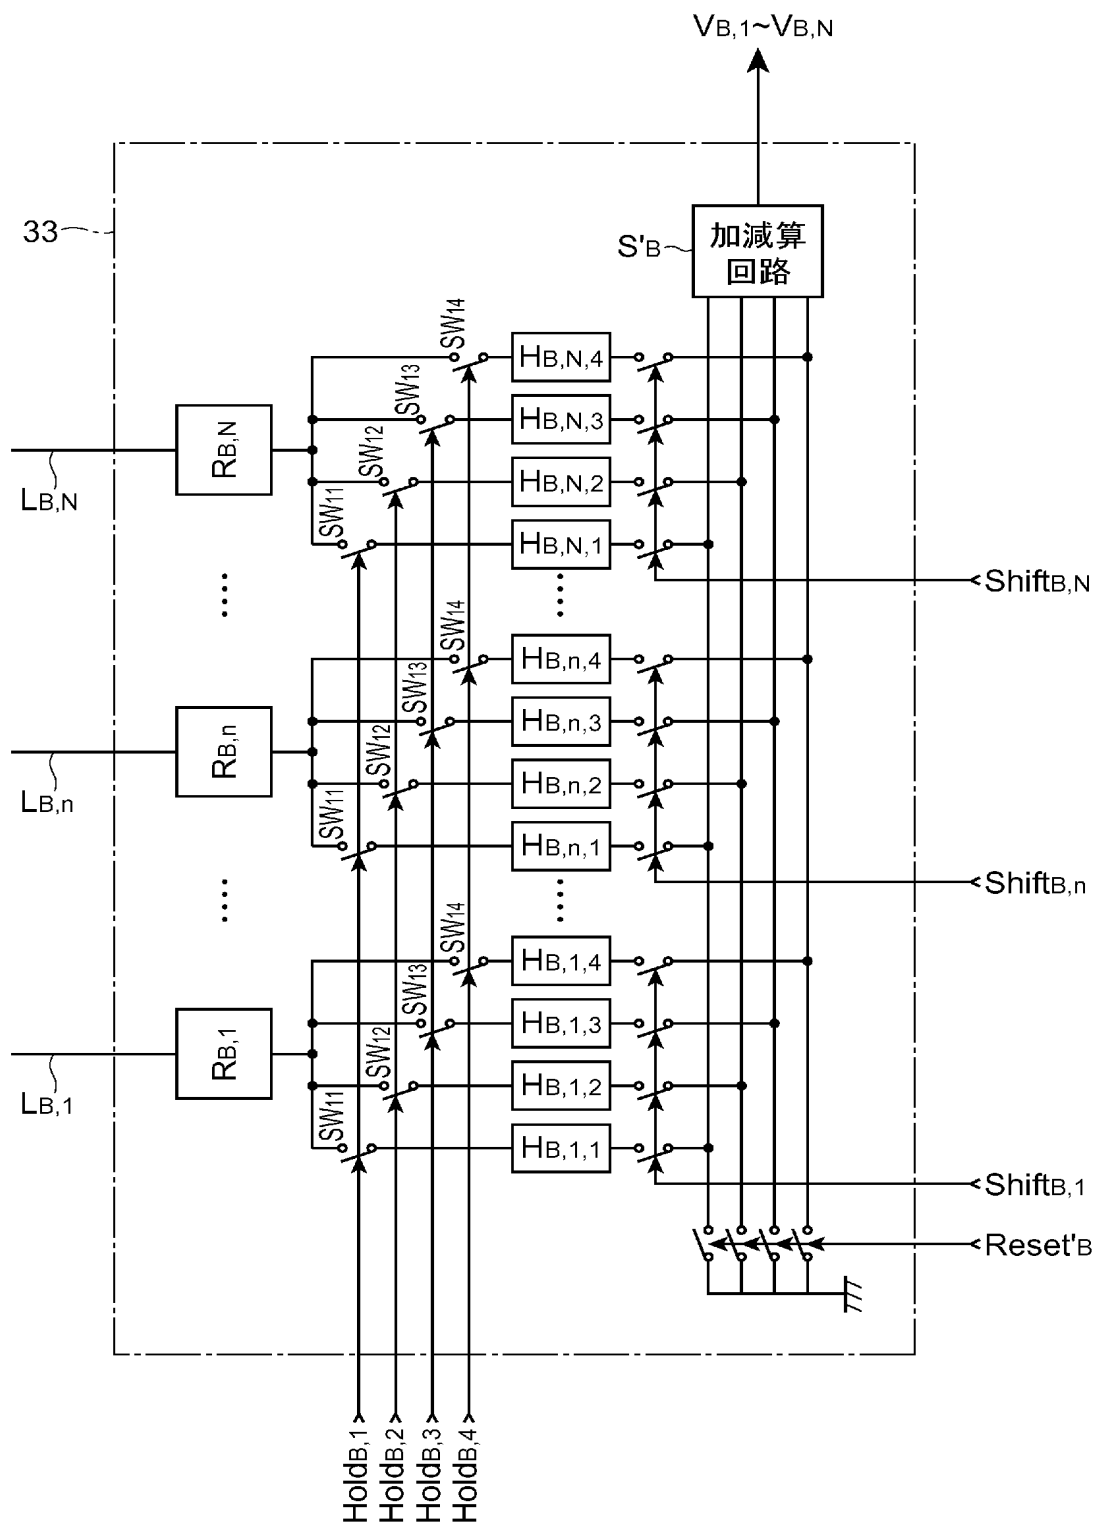 VB,1~VB,N
33
S'B
加減算
回路
SW14
HB,N,4
SW13
HB,N,3
RB,N
SW12
HB,N,2
LB,N
SW11
HB,N,1
ShiftB,N
SW14
HB,n,4
SW13
HB,n,3
RB,n
SW12
HB,n,2
LB,n
SW11
HB,n,1
ShiftB,n
SW14
HB,1,4
SW13
HB,1,3
RB,1
SW12
HB,1,2
LB,1
SW11
HB,1,1
ShiftB,1
Reset'B
HoldB,1
HoldB,2
HoldB,3
HoldB,4